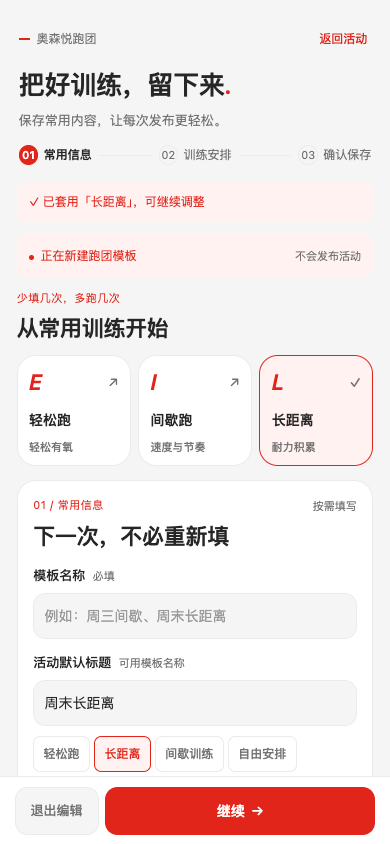 奥森悦跑团
返回活动
把好训练，留下来.
保存常用内容，让每次发布更轻松。
01 常用信息
02 训练安排
03 确认保存
✓ 已套用「长距离」，可继续调整
正在新建跑团模板
不会发布活动
少填几次，多跑几次
从常用训练开始
E ↗
轻松跑
轻松有氧
I ↗
间歇跑
速度与节奏
L ✓
长距离
耐力积累
01 / 常用信息
按需填写
下一次，不必重新填
模板名称 必填
例如：周三间歇、周末长距离
活动默认标题 可用模板名称
周末长距离
轻松跑
长距离
间歇训练
自由安排
退出编辑
继续 →